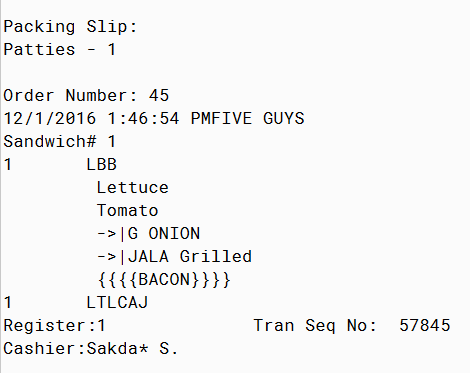 Packing Slip:
Patties - 1
Order Number: 45
12/1/2016 1:46:54 PMFIVE GUYS
Sandwich# 1
1 LBB
Lettuce
Tomato
->|G ONION
->|JALA Grilled
{{{{BACON}}}}
1 LTLCAJ
Register:1 Tran Seq No: 57845
Cashier:Sakda* S.